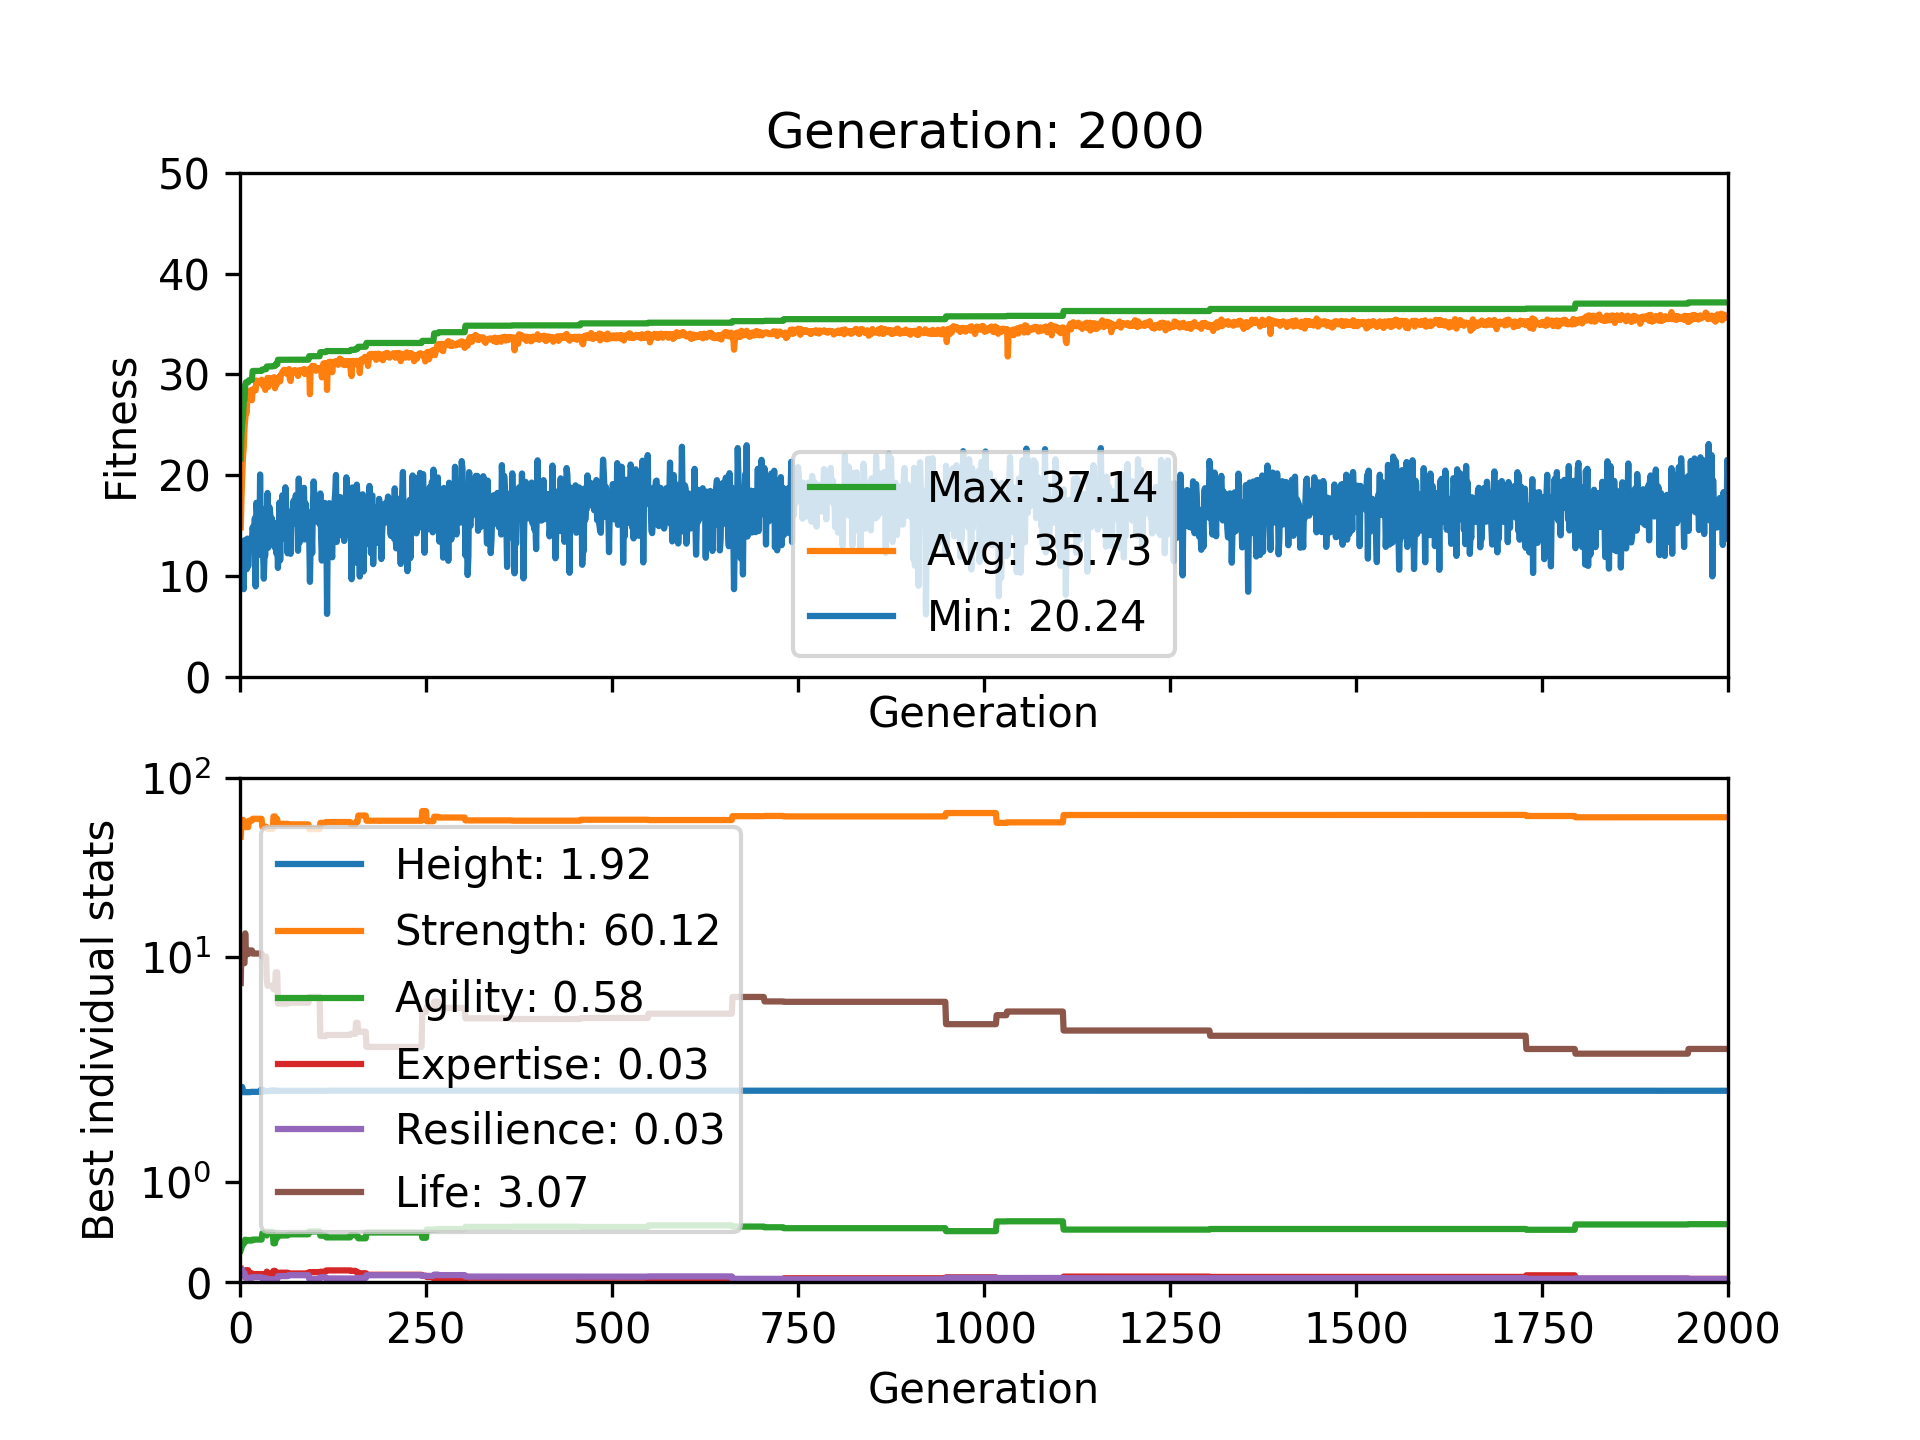 Generation: 2000
50
40
30
20
10
0
Fitness
Max: 37.14
Avg: 35.73
Min: 20.24
Generation
10²
10¹
10⁰
0
Best individual stats
Height: 1.92
Strength: 60.12
Agility: 0.58
Expertise: 0.03
Resilience: 0.03
Life: 3.07
0 250 500 750 1000 1250 1500 1750 2000
Generation